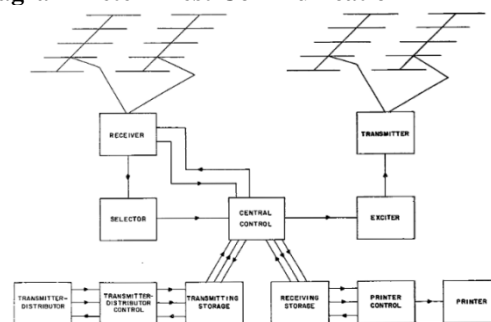 RECEIVER
TRANSMITTER
SELECTOR
CENTRAL
CONTROL
EXCITER
TRANSMITTER-
DISTRIBUTOR
TRANSMITTER-
DISTRIBUTOR
CONTROL
TRANSMITTING
STORAGE
RECEIVING
STORAGE
PRINTER
CONTROL
PRINTER